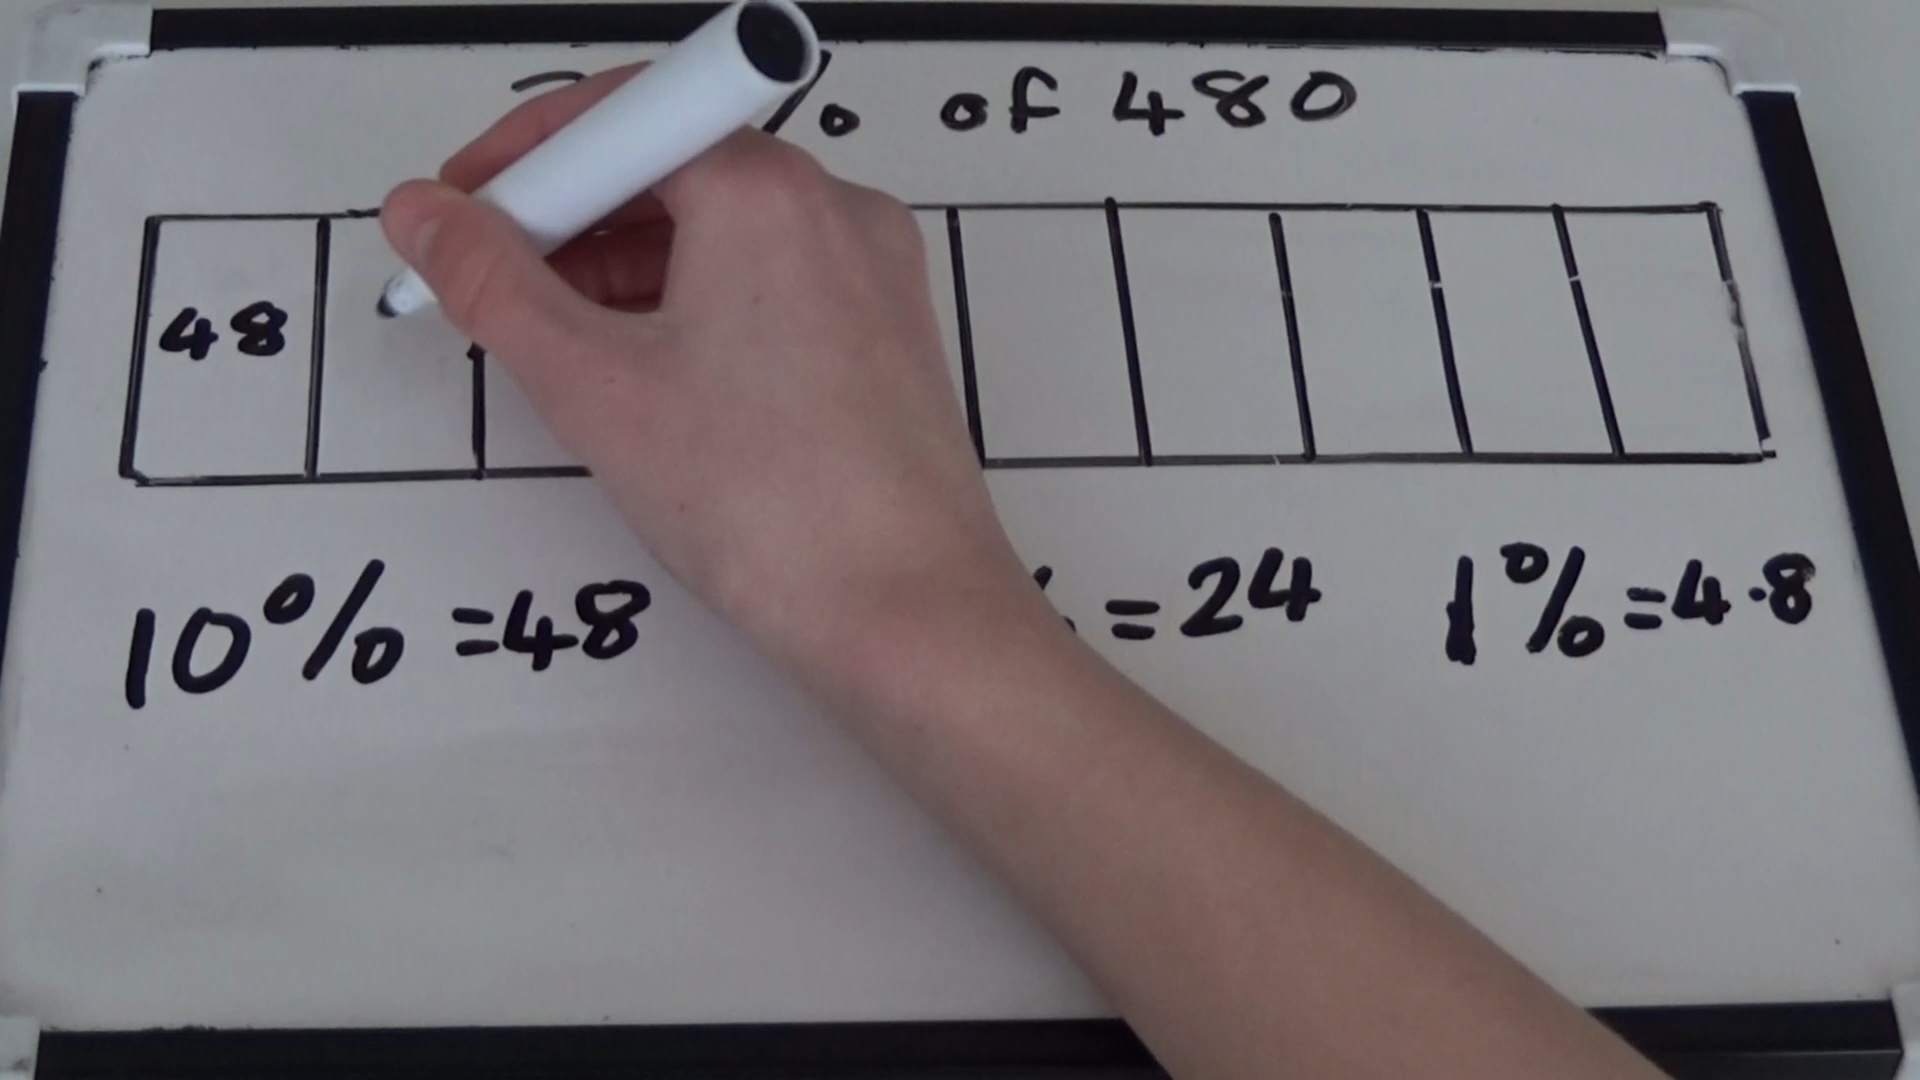 % of 480
48
10% =48
= 24
1% =4.8